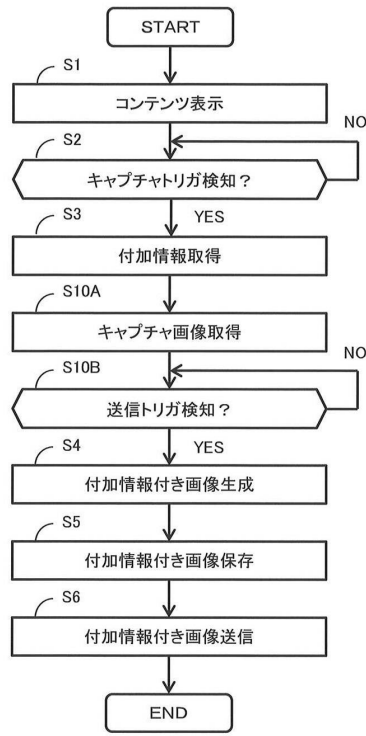 START
S1
コンテンツ表示
NO
S2
キャプチャトリガ検知？
YES
S3
付加情報取得
S10A
キャプチャ画像取得
NO
S10B
送信トリガ検知？
YES
S4
付加情報付き画像生成
S5
付加情報付き画像保存
S6
付加情報付き画像送信
END